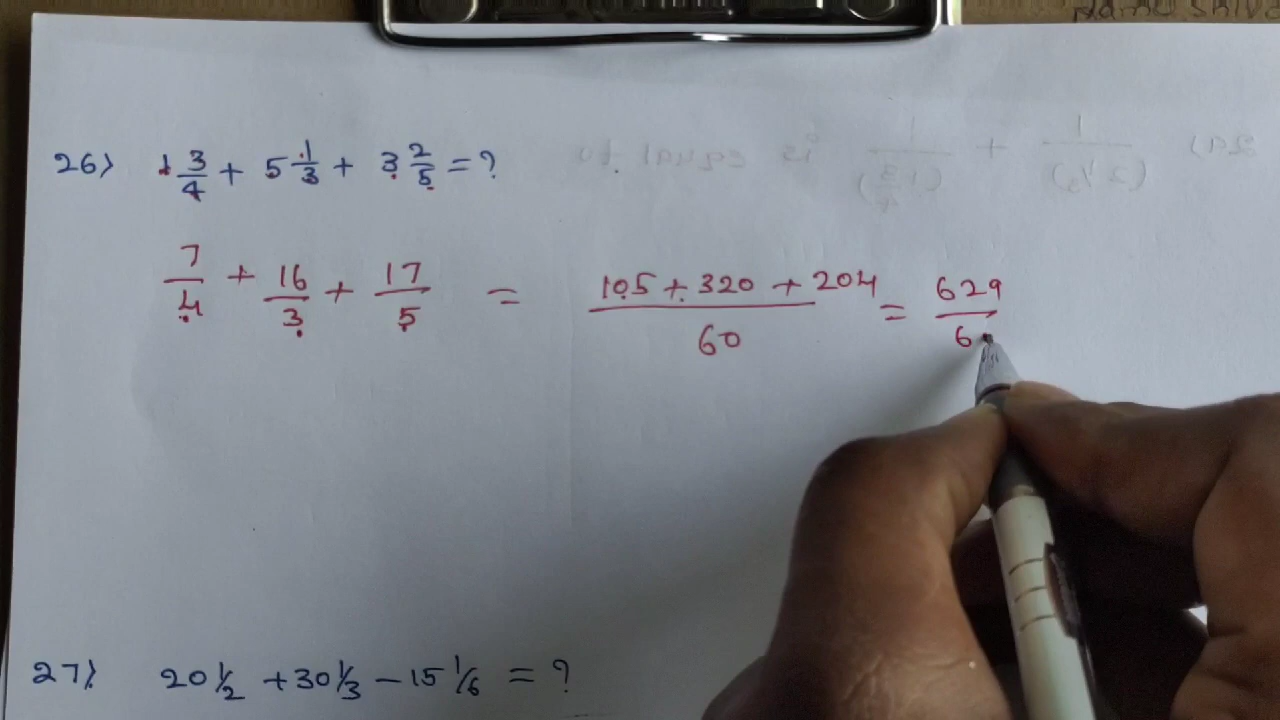 26) 1 3/4 + 5 1/3 + 3 2/5 = ?
7/4 + 16/3 + 17/5 = 105 + 320 + 204/60 = 629/6
27) 20 1/2 + 30 1/3 - 15 1/6 = ?